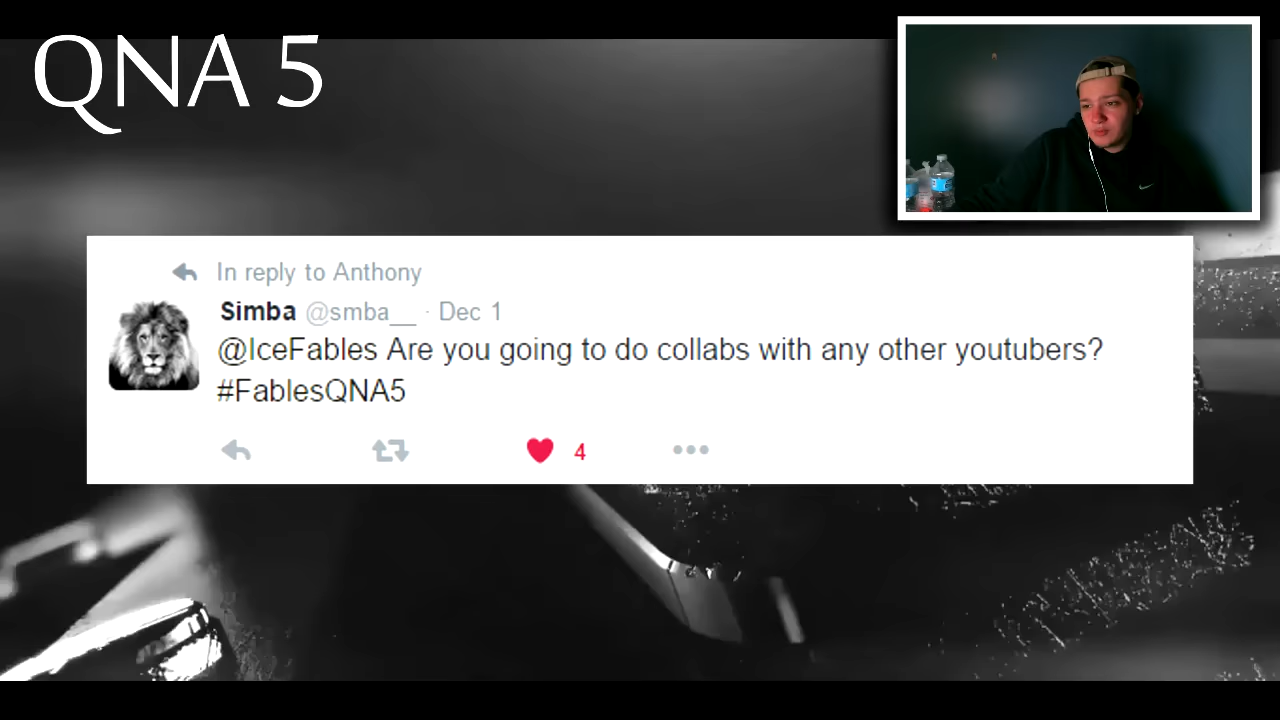 QNA 5
In reply to Anthony
Simba @smba__ · Dec 1
@IceFables Are you going to do collabs with any other youtubers?
#FablesQNA5
4